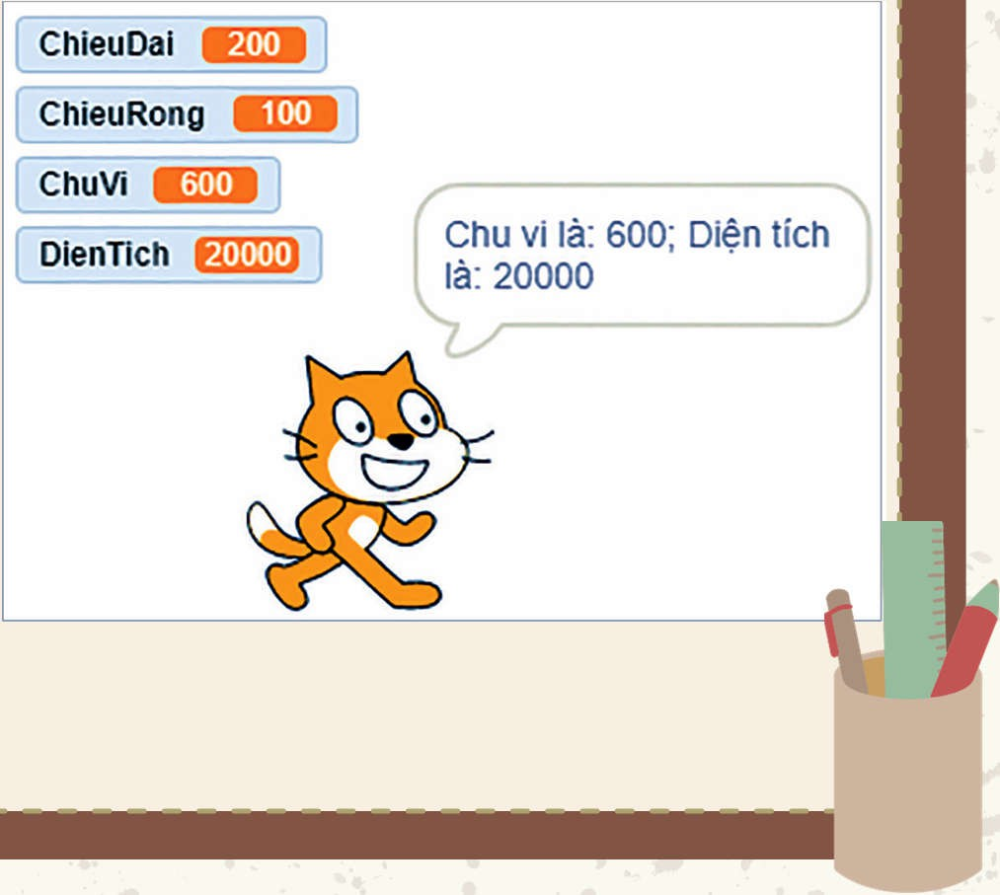 ChieuDai 200
ChieuRong 100
ChuVi 600
DienTich 20000
Chu vi là: 600; Diện tích
là: 20000